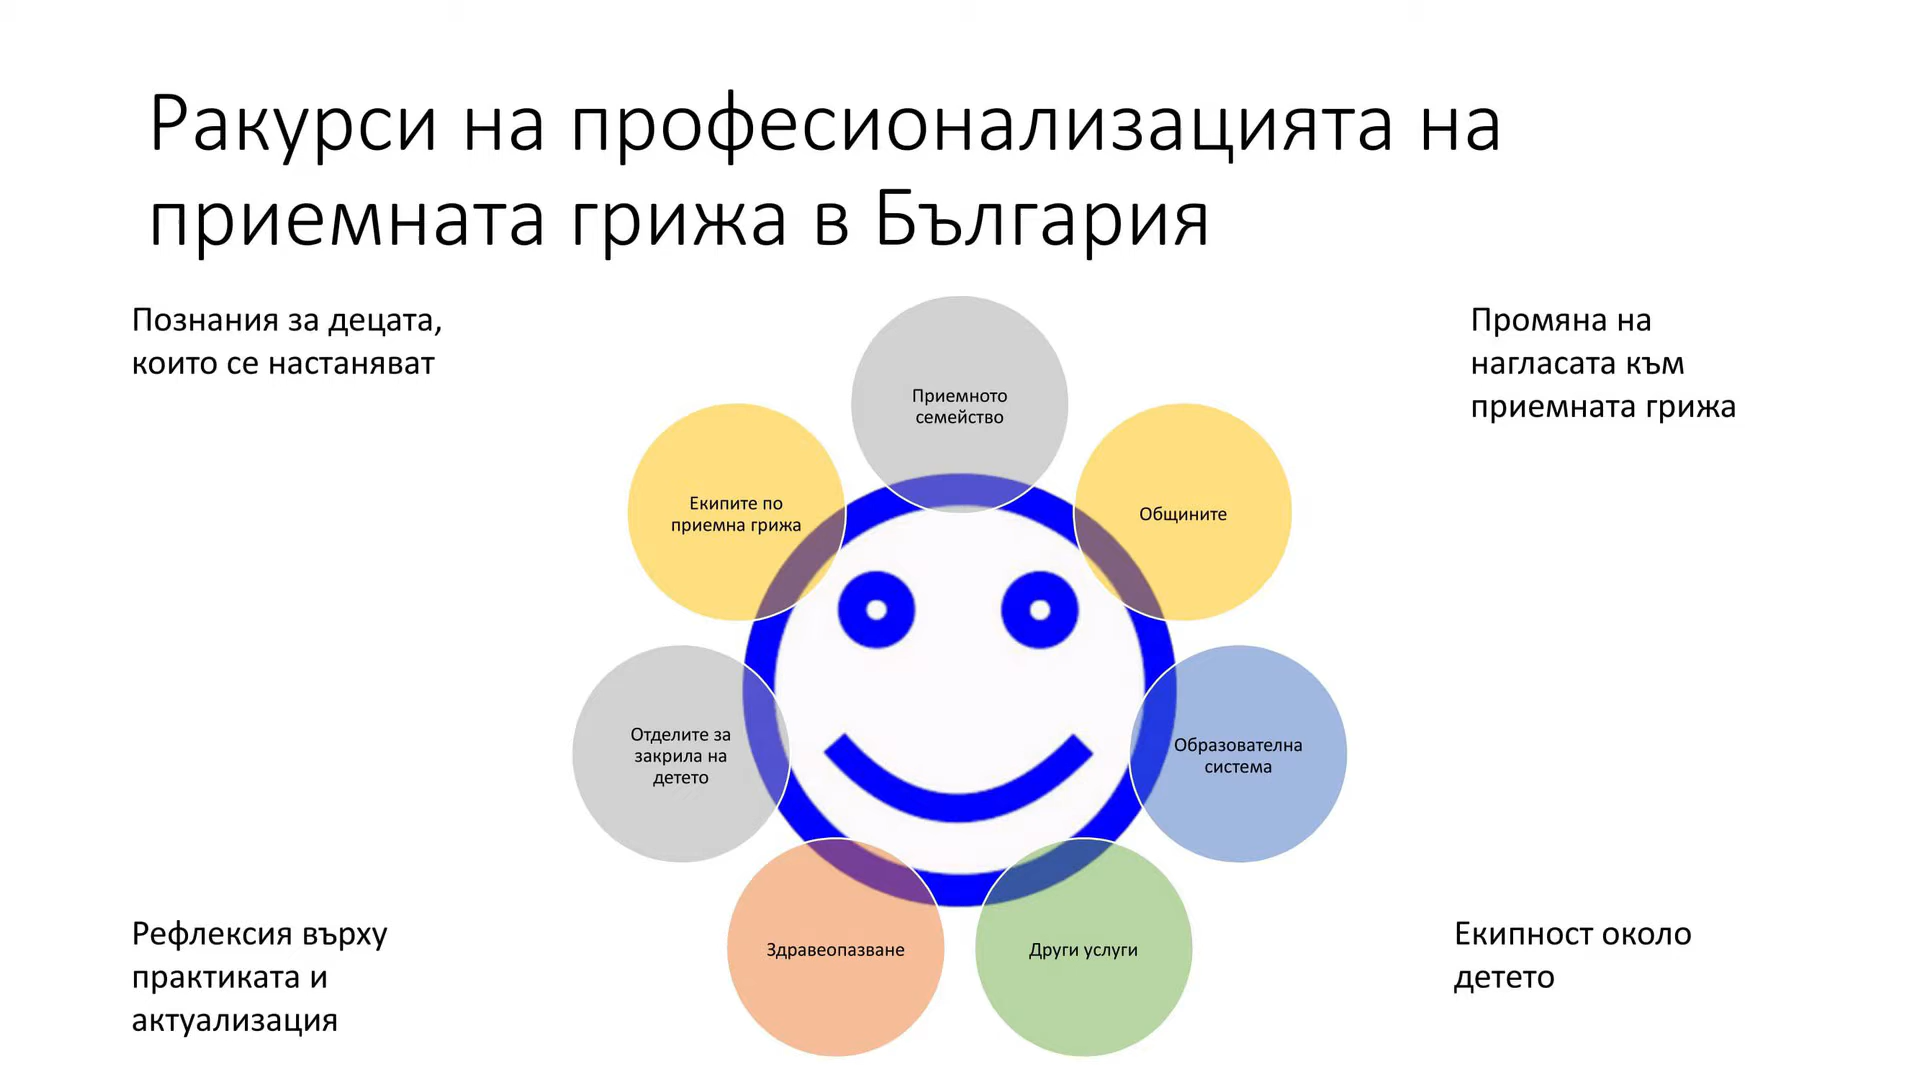 Ракурси на професионализацията на
приемната грижа в България
Познания за децата,
които се настаняват
Промяна на
нагласата към
приемната грижа
Приемното
семейство
Екипите по
приемна грижа
Общините
Отделите за
закрила на
детето
Образователна
система
Здравеопазване
Други услуги
Рефлексия върху
практиката и
актуализация
Екипност около
детето